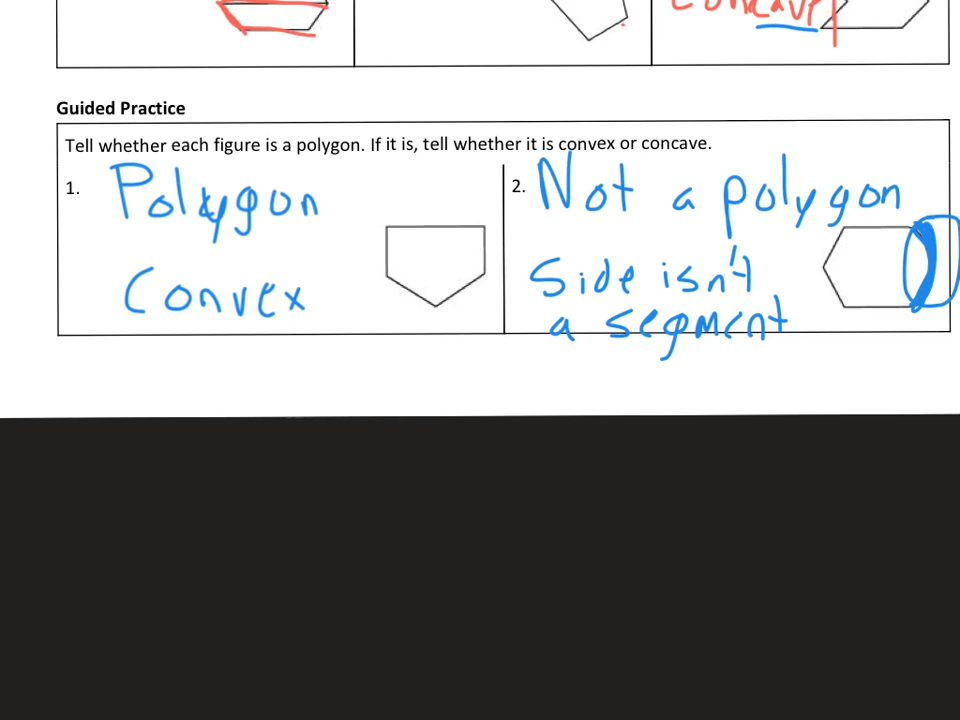 Concave
Guided Practice
Tell whether each figure is a polygon. If it is, tell whether it is convex or concave.
1. Polygon
Convex
2. Not a polygon
Side isn't
a segment